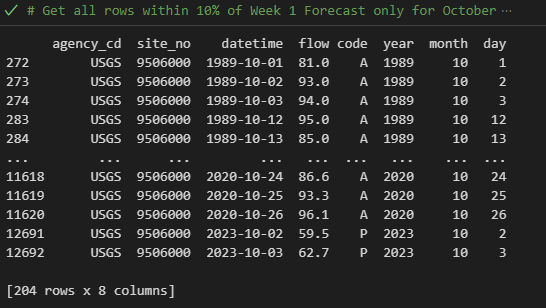 # Get all rows within 10% of Week 1 Forecast only for October ···
agency_cd site_no datetime flow code year month day
272 USGS 9506000 1989-10-01 81.0 A 1989 10 1
273 USGS 9506000 1989-10-02 93.0 A 1989 10 2
274 USGS 9506000 1989-10-03 94.0 A 1989 10 3
283 USGS 9506000 1989-10-12 95.0 A 1989 10 12
284 USGS 9506000 1989-10-13 85.0 A 1989 10 13
... ... ... ... ... ... ... ... ...
11618 USGS 9506000 2020-10-24 86.6 A 2020 10 24
11619 USGS 9506000 2020-10-25 93.3 A 2020 10 25
11620 USGS 9506000 2020-10-26 96.1 A 2020 10 26
12691 USGS 9506000 2023-10-02 59.5 P 2023 10 2
12692 USGS 9506000 2023-10-03 62.7 P 2023 10 3
[204 rows x 8 columns]